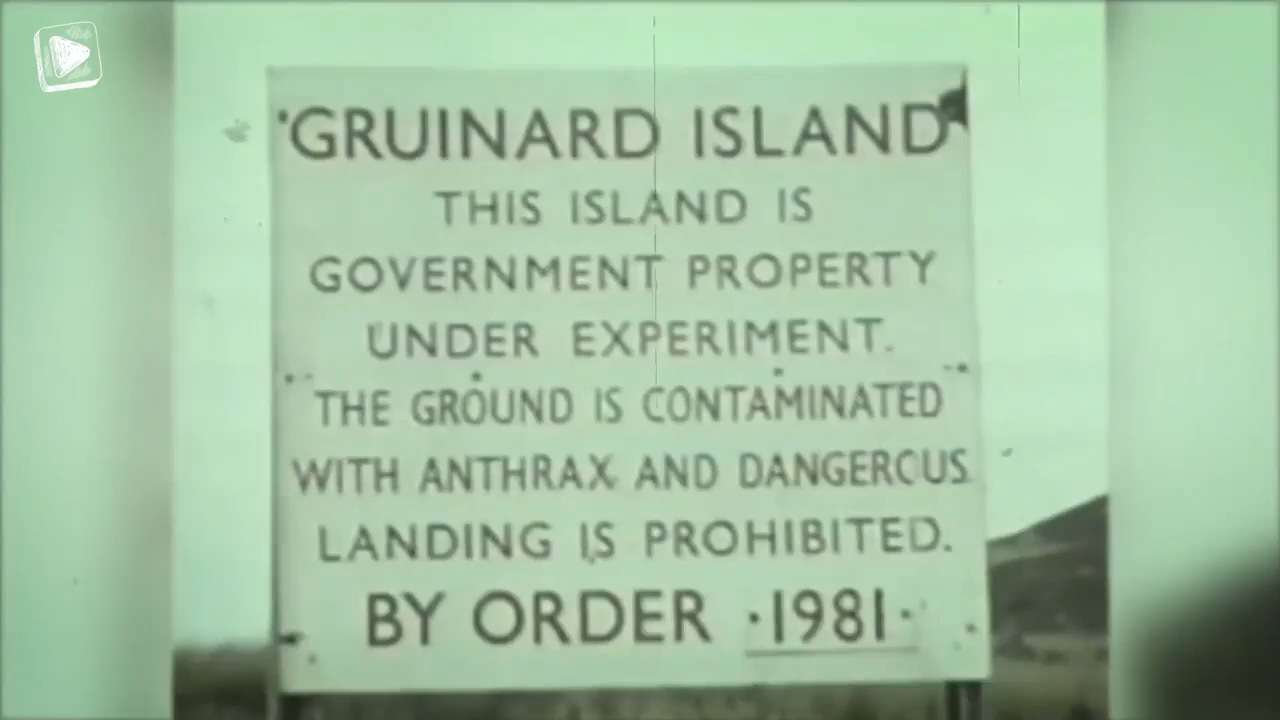 'GRUINARD ISLAND'
THIS ISLAND IS
GOVERNMENT PROPERTY
UNDER EXPERIMENT.
THE GROUND IS CONTAMINATED
WITH ANTHRAX AND DANGEROUS.
LANDING IS PROHIBITED.
BY ORDER ·1981·